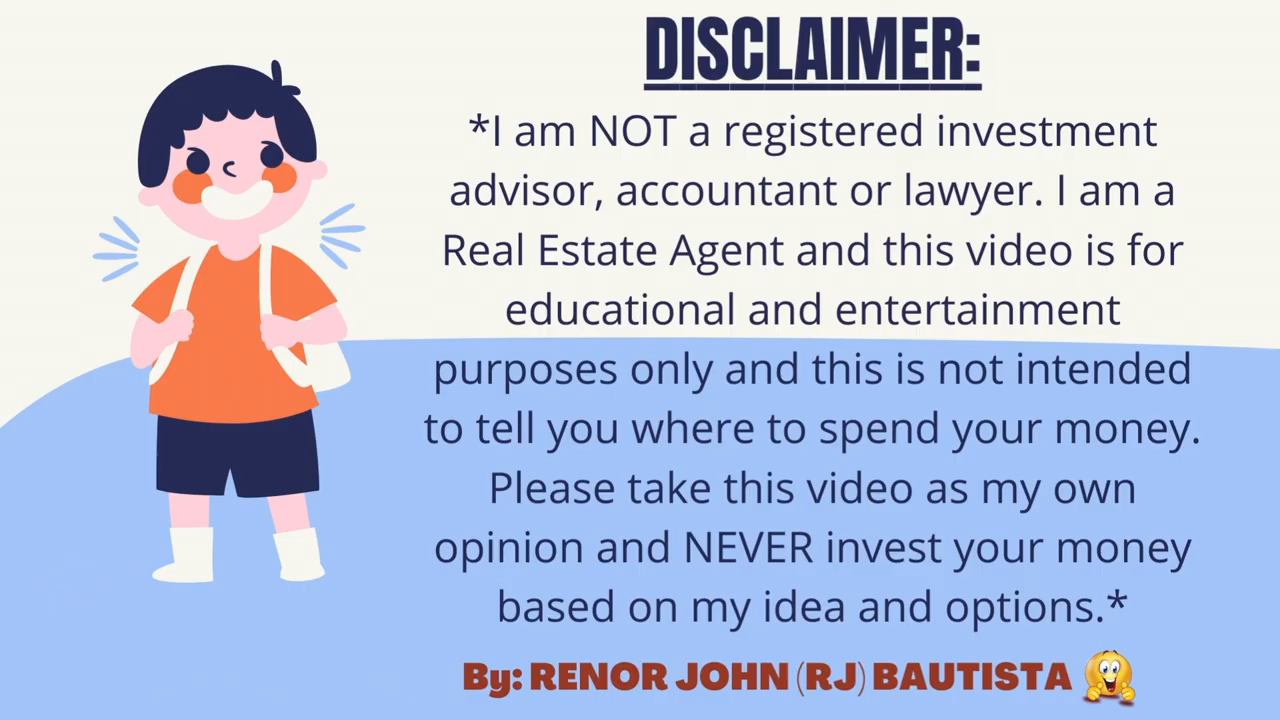 DISCLAIMER:
*I am NOT a registered investment
advisor, accountant or lawyer. I am a
Real Estate Agent and this video is for
educational and entertainment
purposes only and this is not intended
to tell you where to spend your money.
Please take this video as my own
opinion and NEVER invest your money
based on my idea and options.*
By: RENOR JOHN (RJ) BAUTISTA